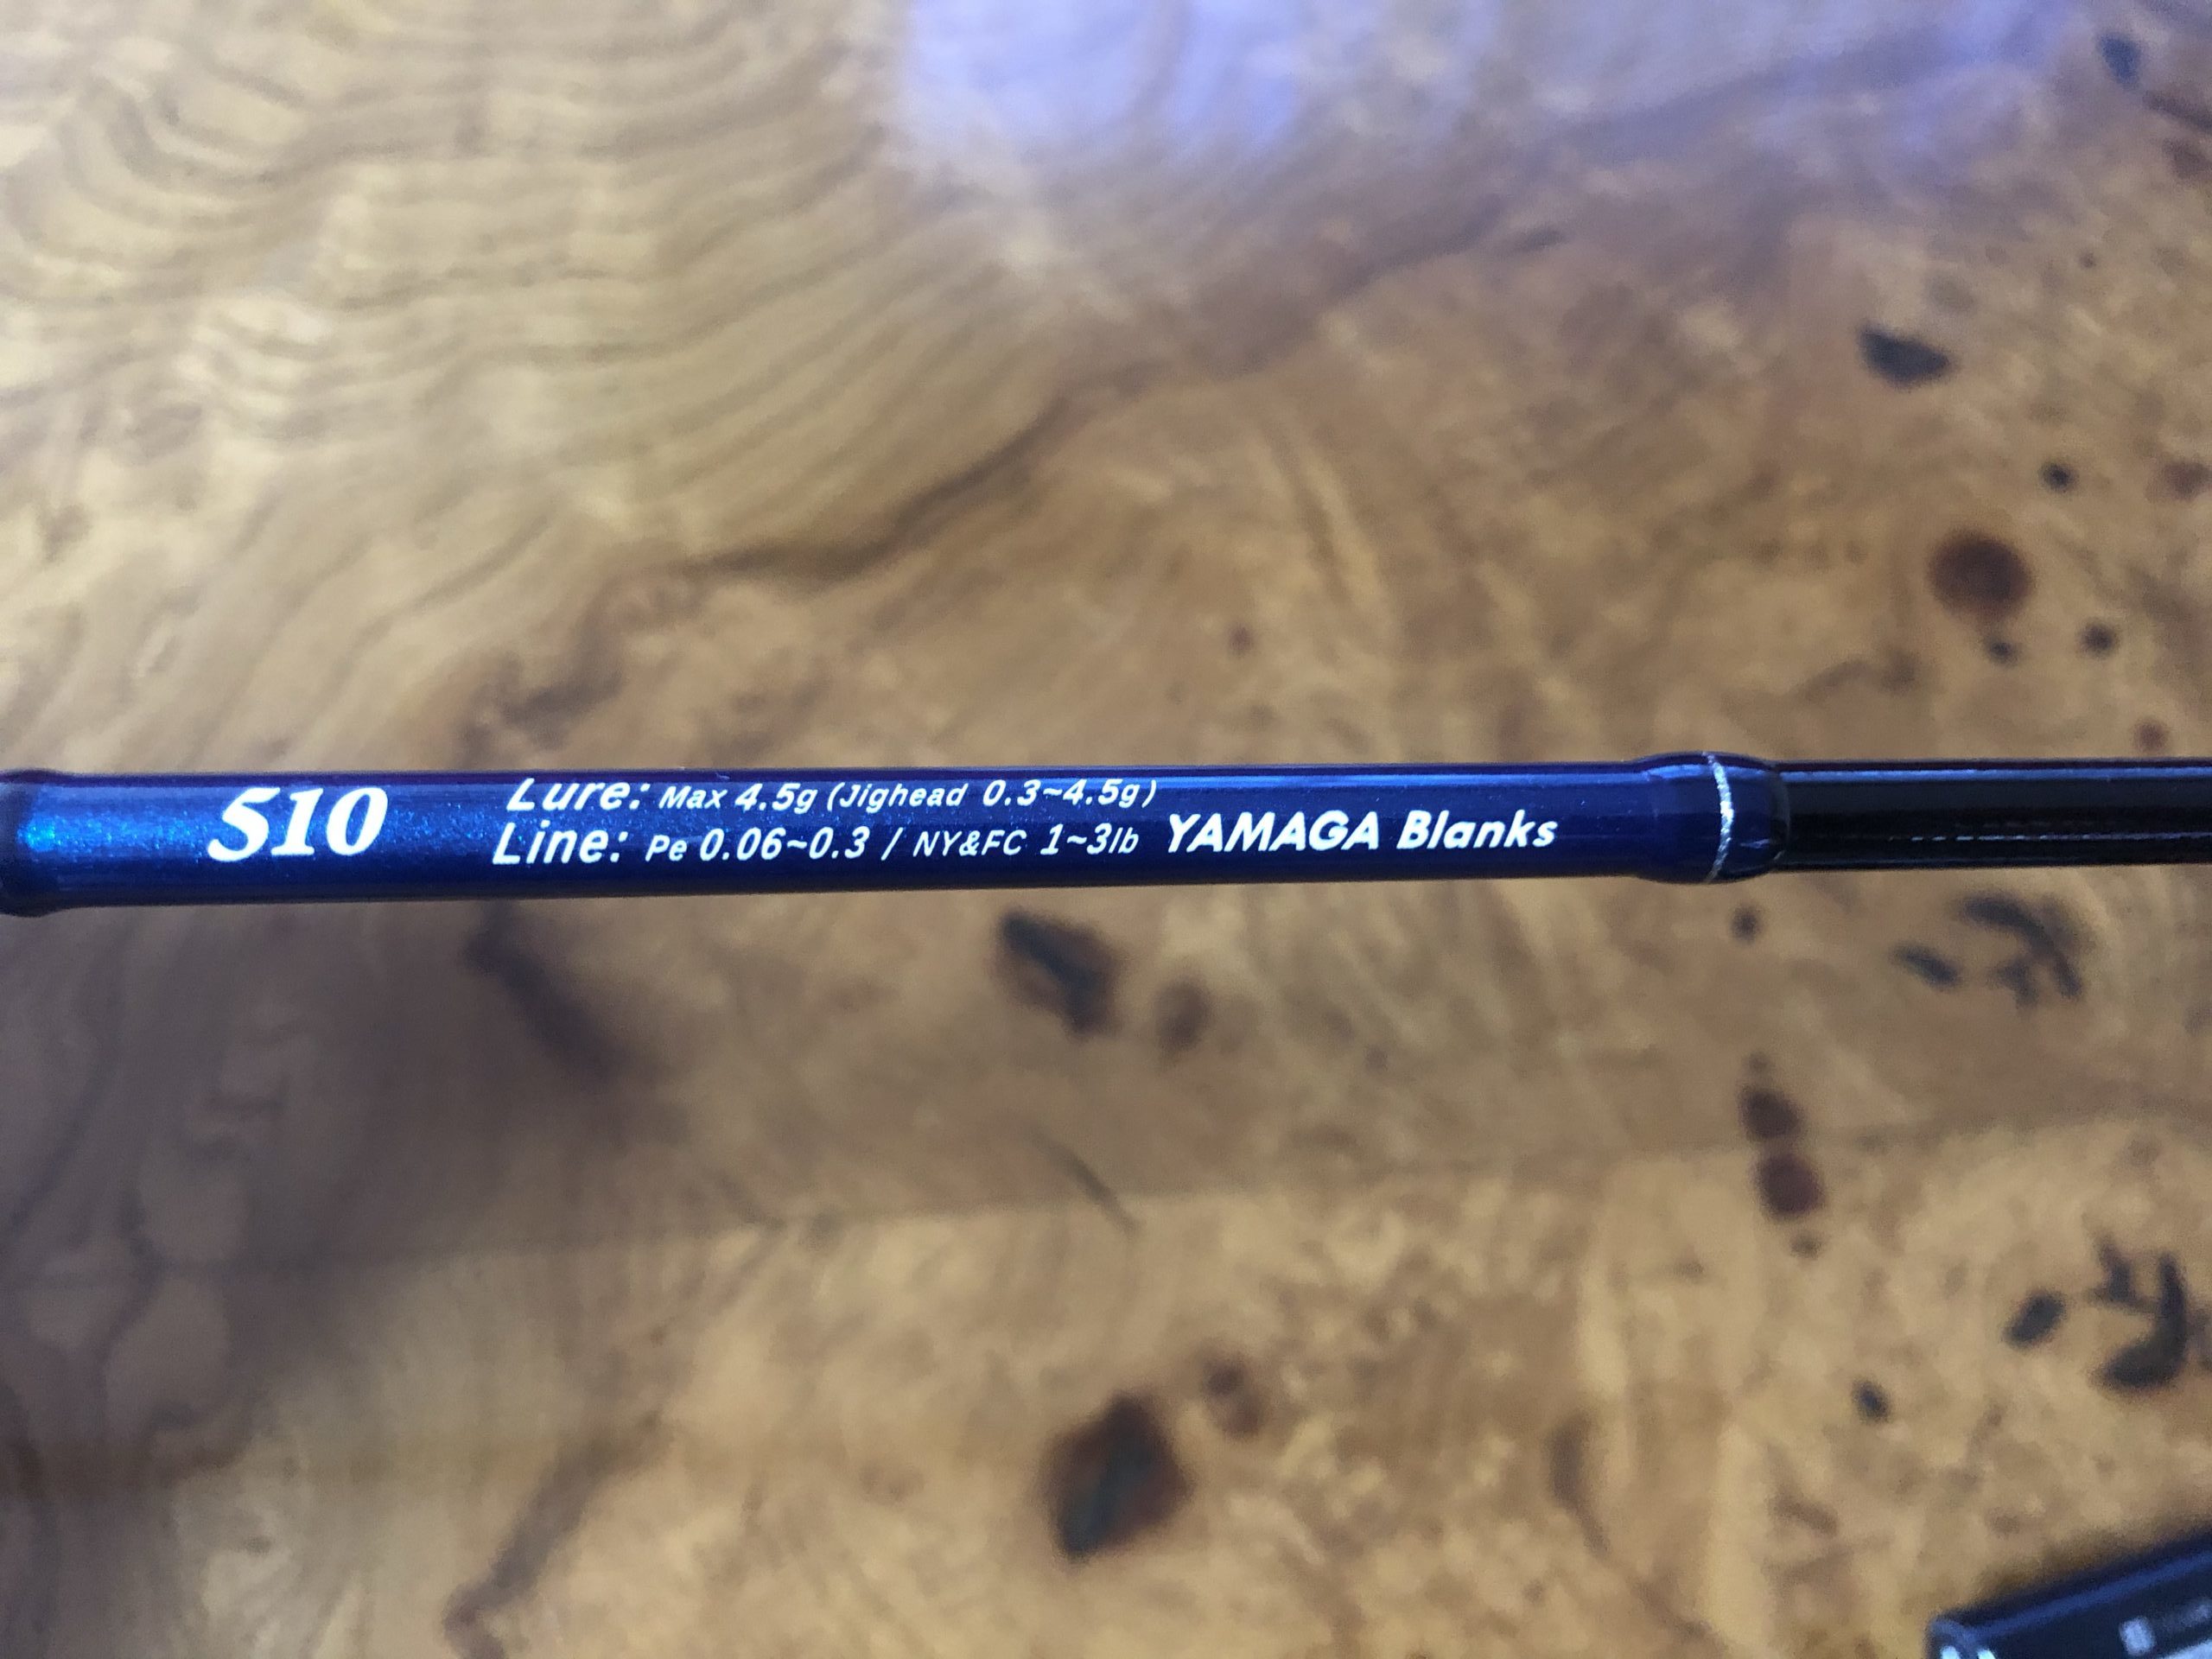 510
Lure: Max 4.5g (Jighead 0.3~4.5g)
Line: Pe 0.06~0.3 / NY&FC 1~3lb YAMAGA Blanks